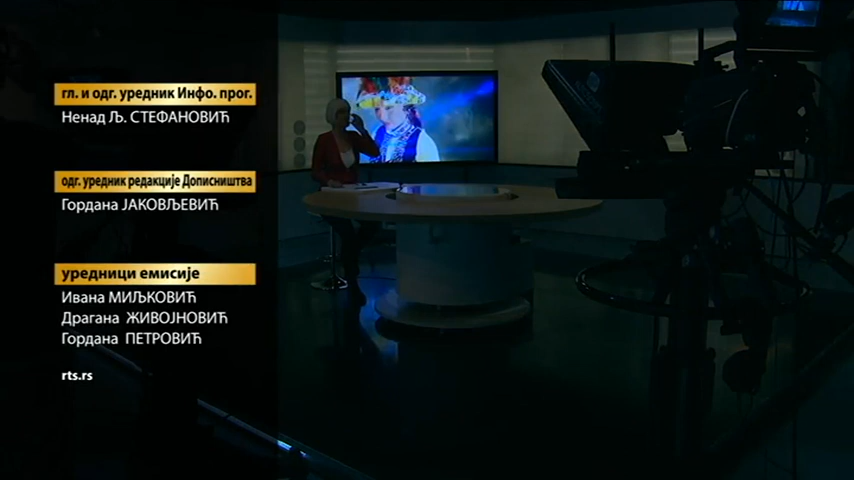 гл. и одг. уредник Инфо. прог.
Ненад Љ. СТЕФАНОВИЋ
одг. уредник редакције Дописништва
Гордана ЈАКОВЉЕВИЋ
уредници емисије
Ивана МИЉКОВИЋ
Драгана ЖИВОЈНОВИЋ
Гордана ПЕТРОВИЋ
rts.rs